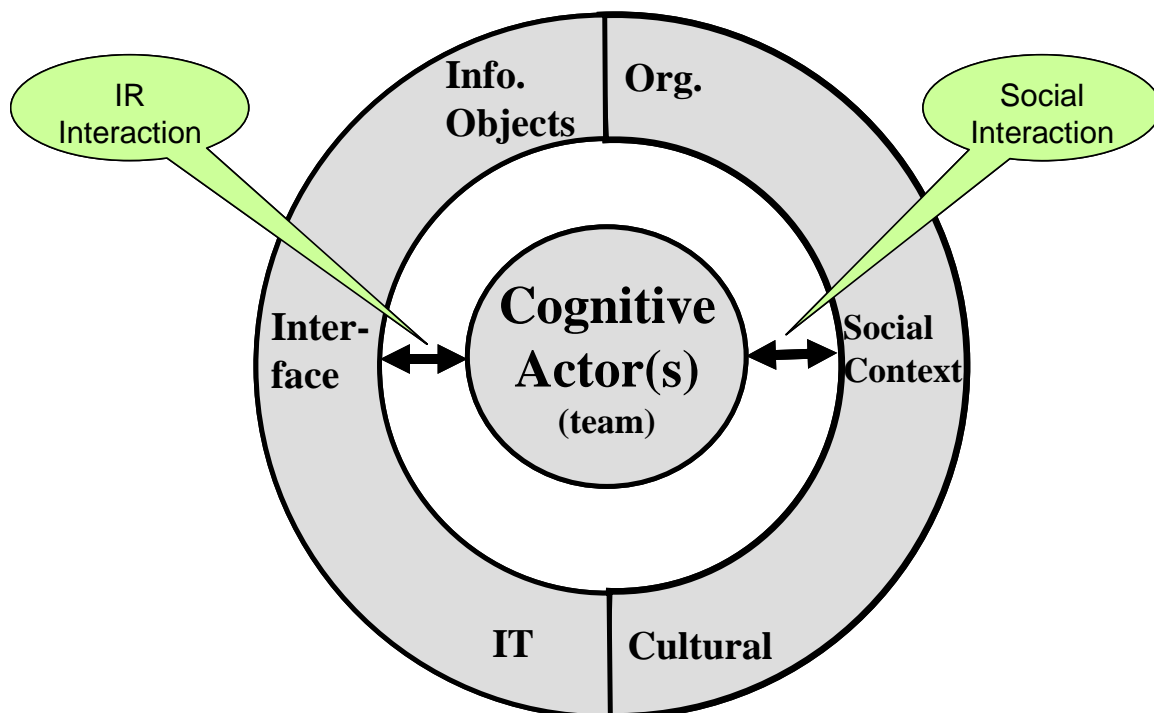 IR
Interaction
Info.
Objects
Org.
Social
Interaction
Inter-
face
Cognitive
Actor(s)
(team)
Social
Context
IT
Cultural